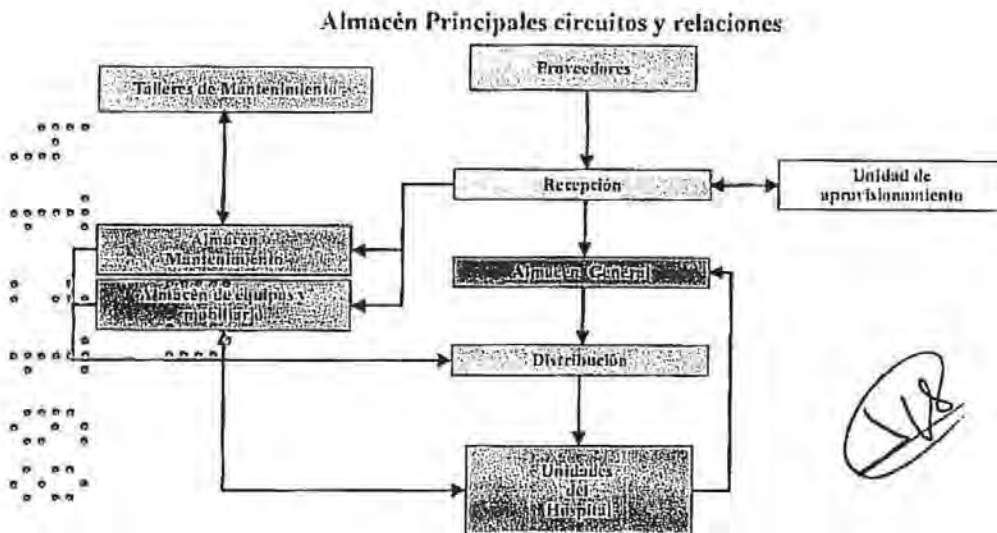 Almacén Principales circuitos y relaciones
Proveedores
Talleres de Mantenimiento
Recepción
Unidad de
aprovisionamiento
Almacén
Mantenimiento
Almacén General
Almacén de equipos y
mobiliario
Distribución
Unidades
del
Hospital